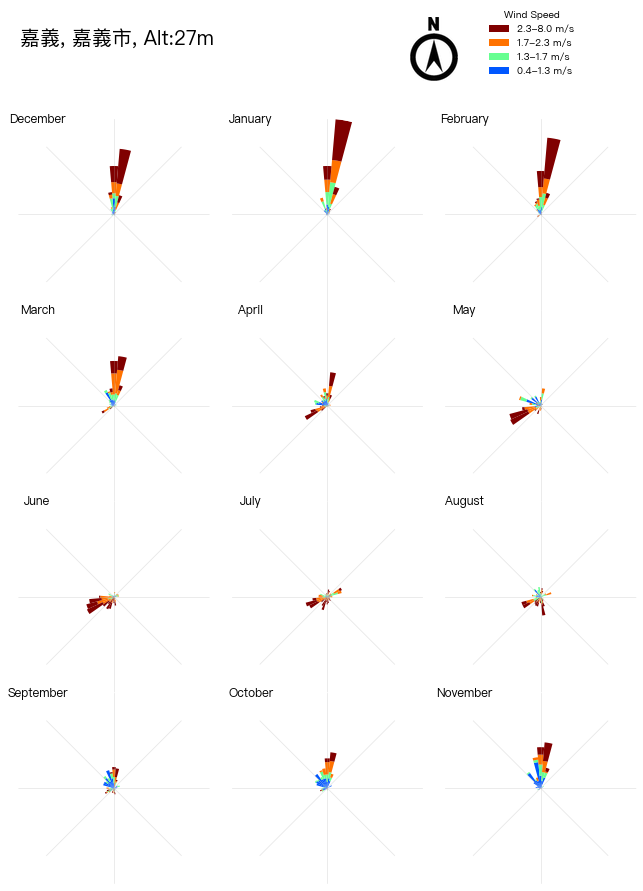 嘉義, 嘉義市, Alt:27m
N
Wind Speed
2.3–8.0 m/s
1.7–2.3 m/s
1.3–1.7 m/s
0.4–1.3 m/s
December
January
February
March
April
May
June
July
August
September
October
November